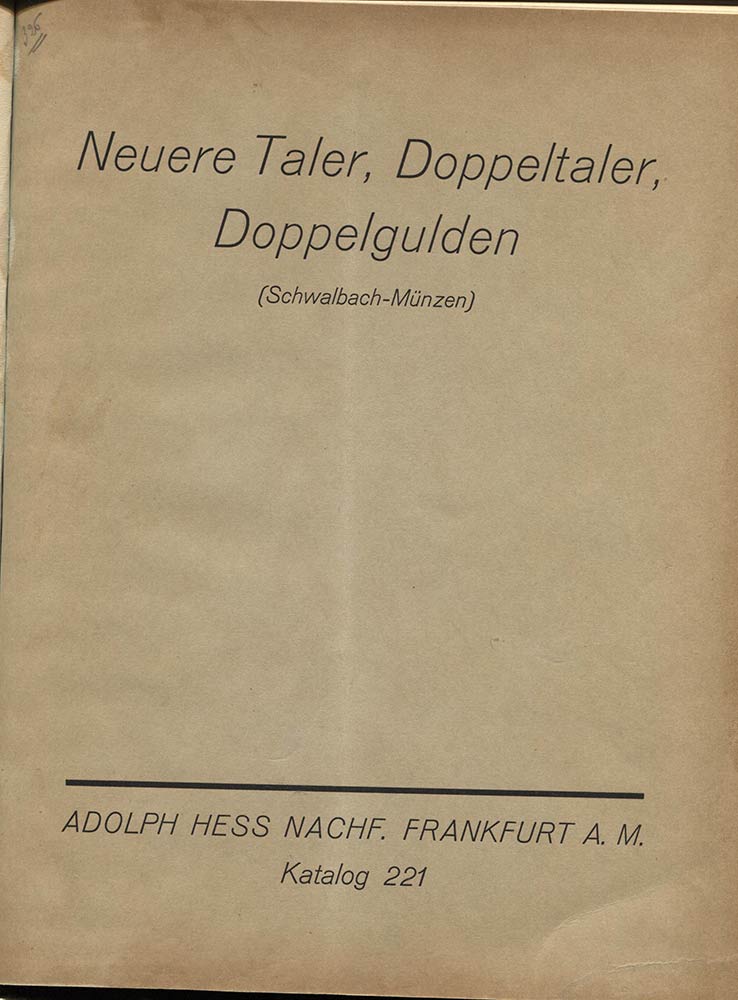 Neuere Taler, Doppeltaler,
Doppelgulden
(Schwalbach-Münzen)
ADOLPH HESS NACHF. FRANKFURT A. M.
Katalog 221